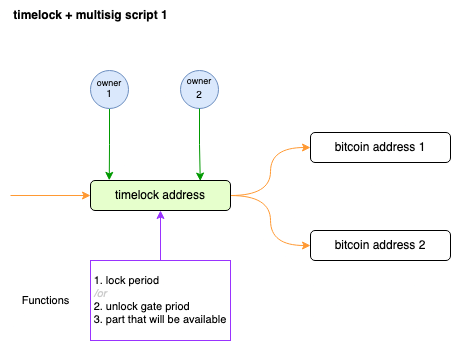 timelock + multisig script 1
owner
1
owner
2
bitcoin address 1
timelock address
bitcoin address 2
Functions
1. lock period
/or
2. unlock gate priod
3. part that will be available